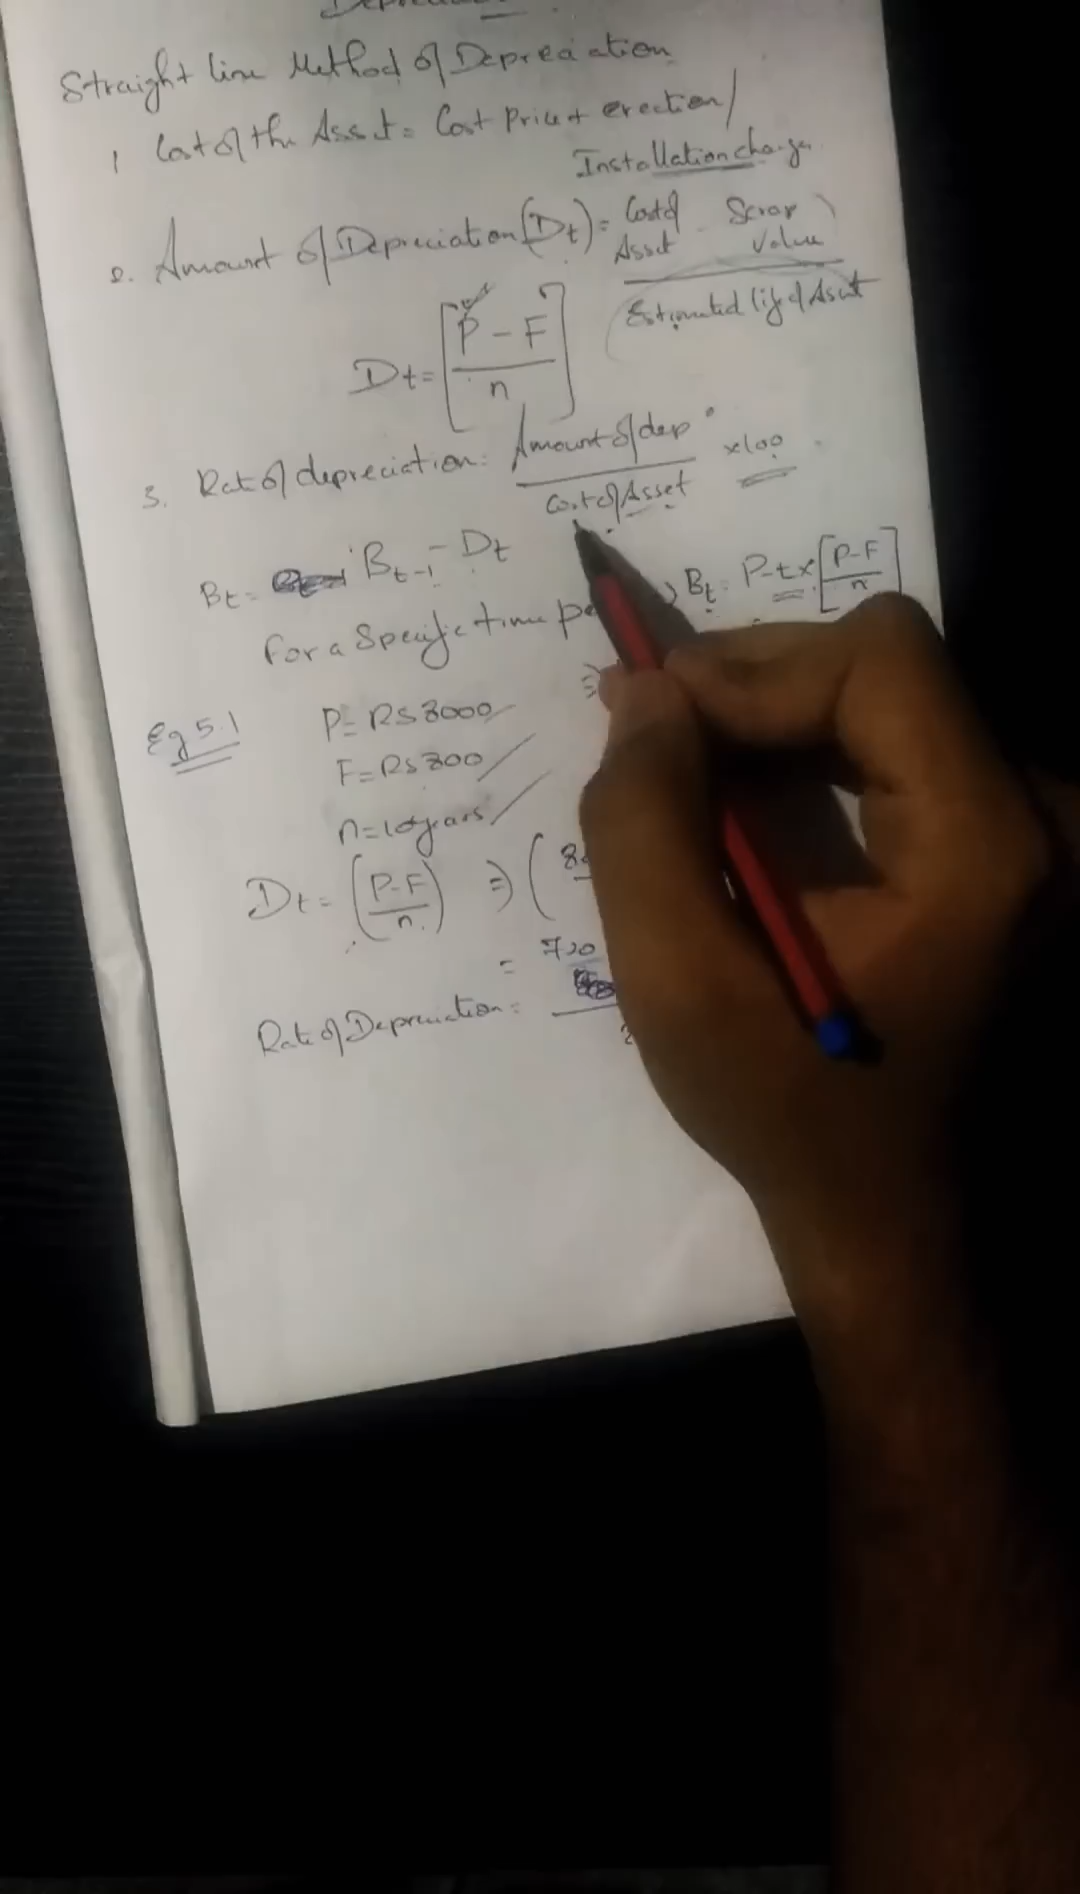 Straight line Method of Depreciation
1 Cost of the Asset = Cost Price + erection/
Installation charges
2. Amount of Depreciation (Dt) = Cost of Asset - Scrap Value
Estimated life of Asset
Dt = [P - F / n]
3. Rate of depreciation: Amount of dep / Cost of Asset x100
Bt = Bt-1 - Dt
For a Specific time pe
Bt = P - t x [P-F / n]
Eg 5.1 P = RS 8000
F = RS 800
n = 10 years
Dt = (P-F / n) ⇒ (
= 720
Rate of Depreciation =